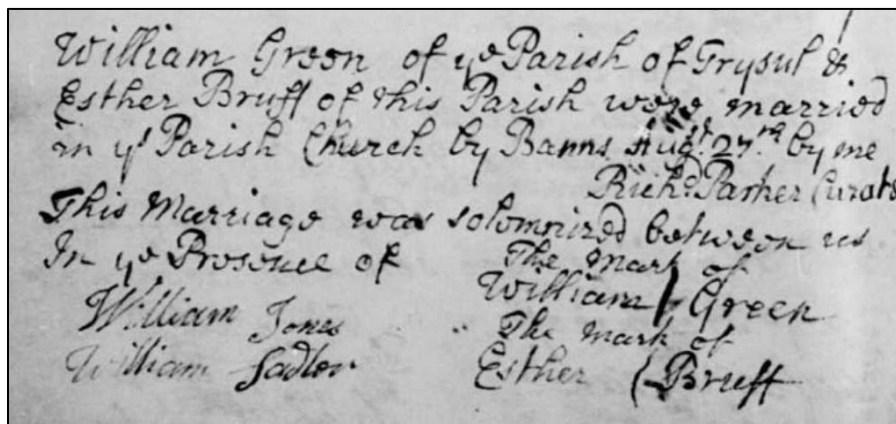 William Green of ye Parish of Trysul &
Esther Bruff of this Parish were married
in ye Parish Church by Banns Augst. 27th. by me
Richd. Parker Curate
This Marriage was solomnized between us
In ye Presence of The Mark of
William Green
William Jones The Mark of
William Sadler Esther Bruff